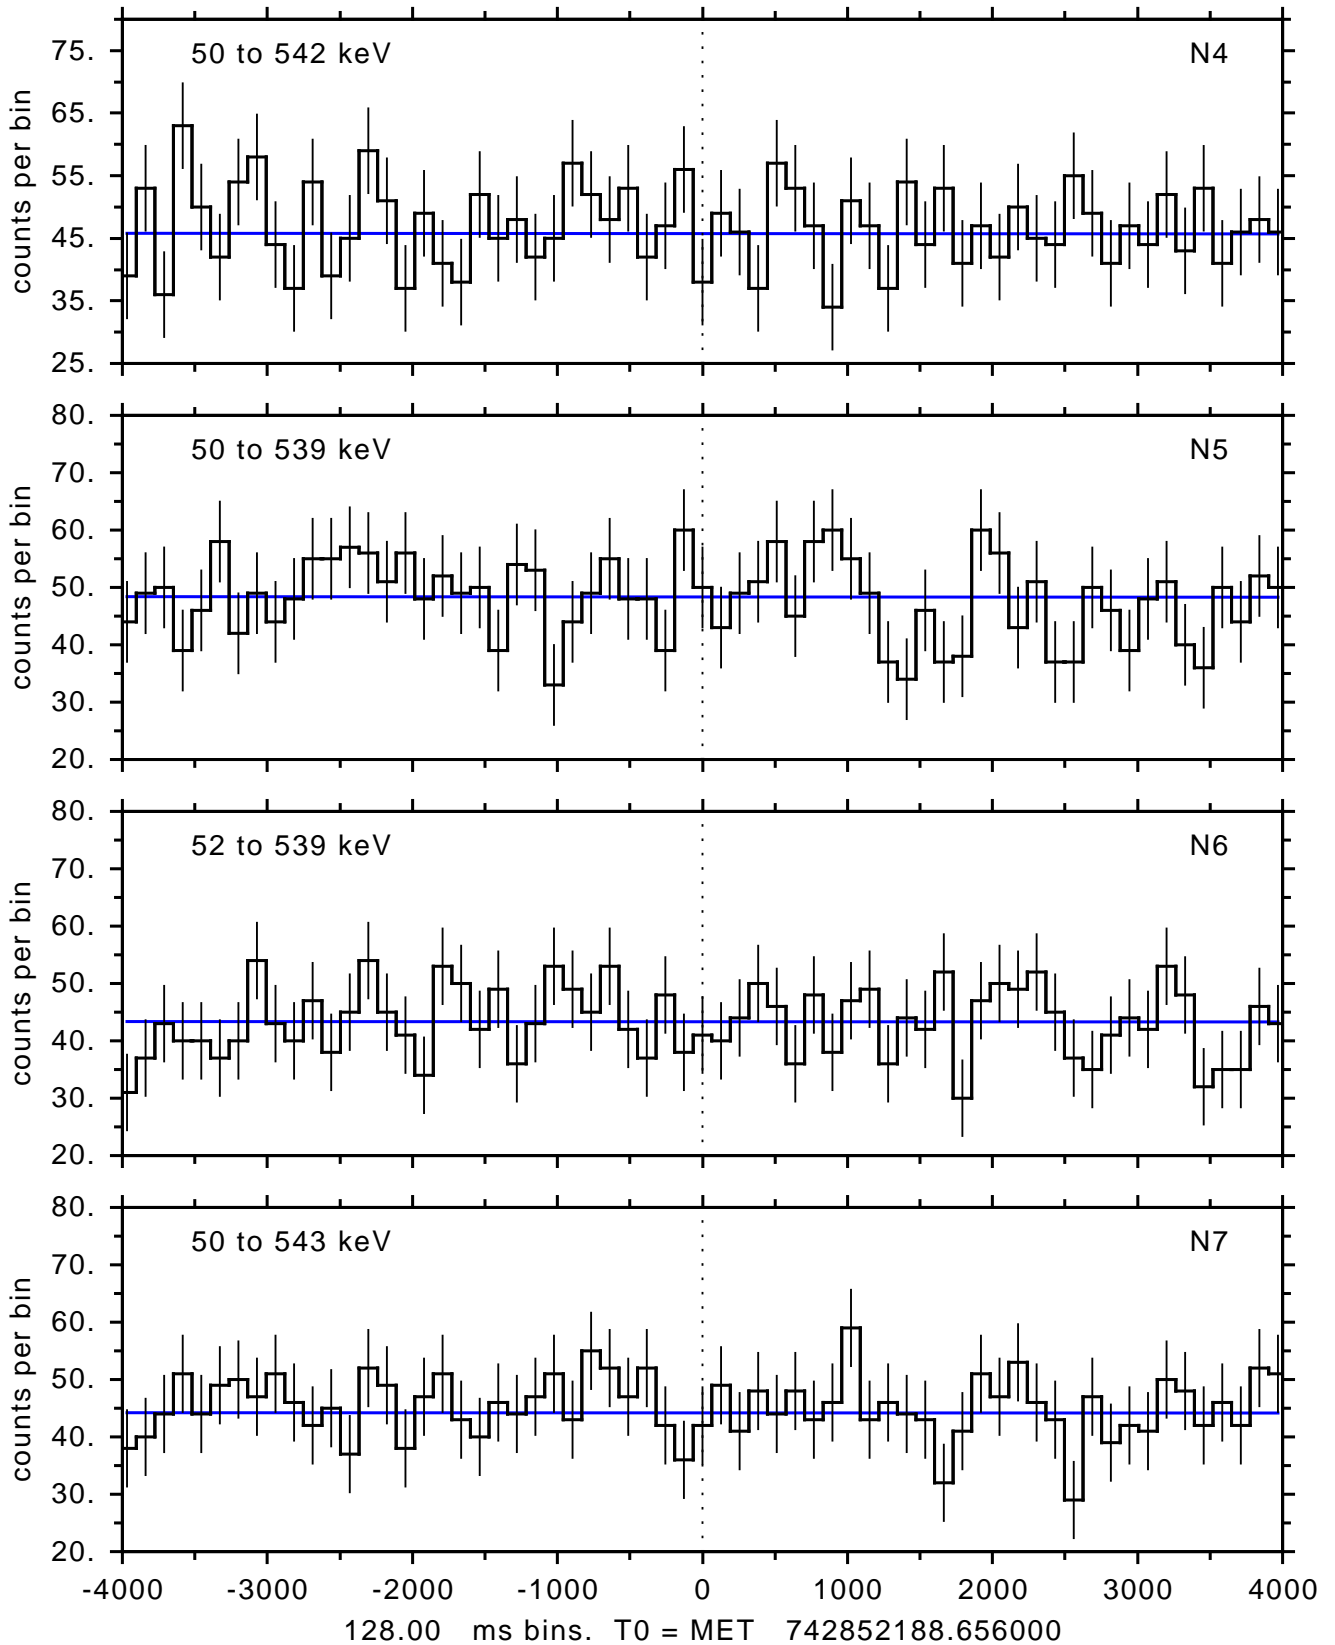 50 to 542 keV N4
75.
65.
55.
45.
35.
25.
counts per bin
50 to 539 keV N5
80.
70.
60.
50.
40.
30.
20.
counts per bin
52 to 539 keV N6
80.
70.
60.
50.
40.
30.
20.
counts per bin
50 to 543 keV N7
80.
70.
60.
50.
40.
30.
20.
counts per bin
-4000 -3000 -2000 -1000 0 1000 2000 3000 4000
128.00 ms bins. T0 = MET 742852188.656000